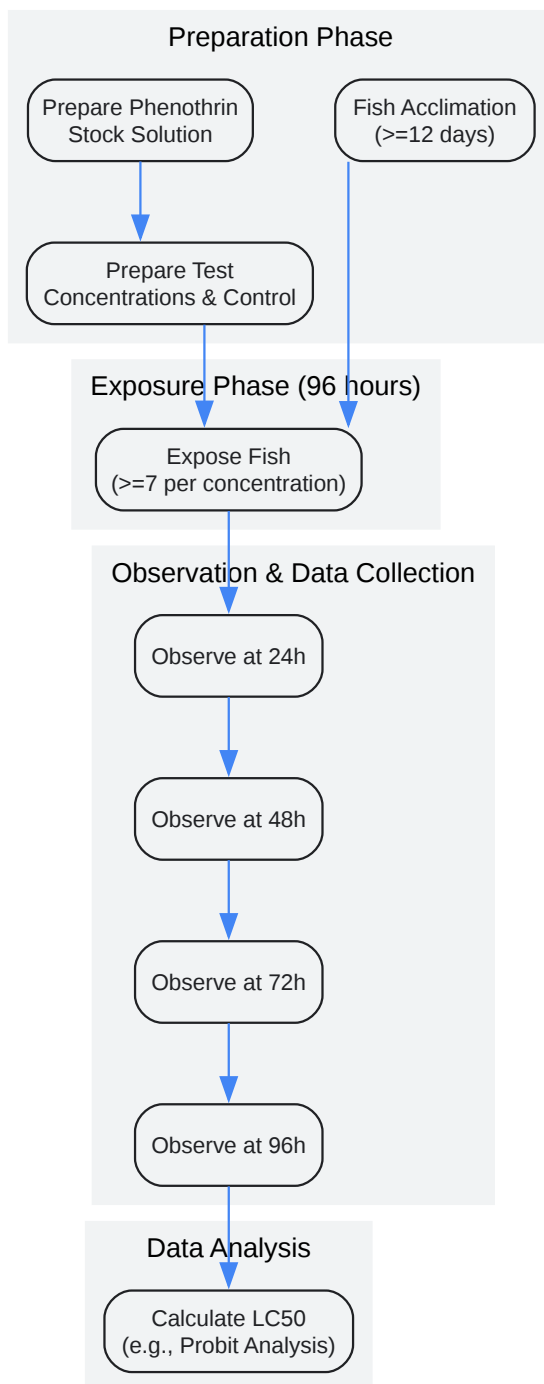 Preparation Phase
Prepare Phenothrin
Stock Solution
Fish Acclimation
(>=12 days)
Prepare Test
Concentrations & Control
Exposure Phase (96 hours)
Expose Fish
(>=7 per concentration)
Observation & Data Collection
Observe at 24h
Observe at 48h
Observe at 72h
Observe at 96h
Data Analysis
Calculate LC50
(e.g., Probit Analysis)